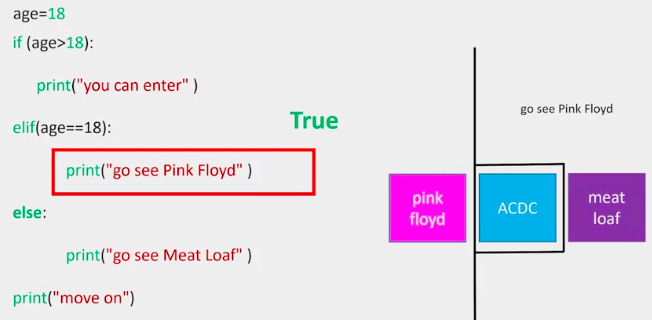 age=18
if (age>18):
print("you can enter" )
elif(age==18):
True
print("go see Pink Floyd" )
else:
print("go see Meat Loaf" )
print("move on")
go see Pink Floyd
pink
floyd
ACDC
meat
loaf